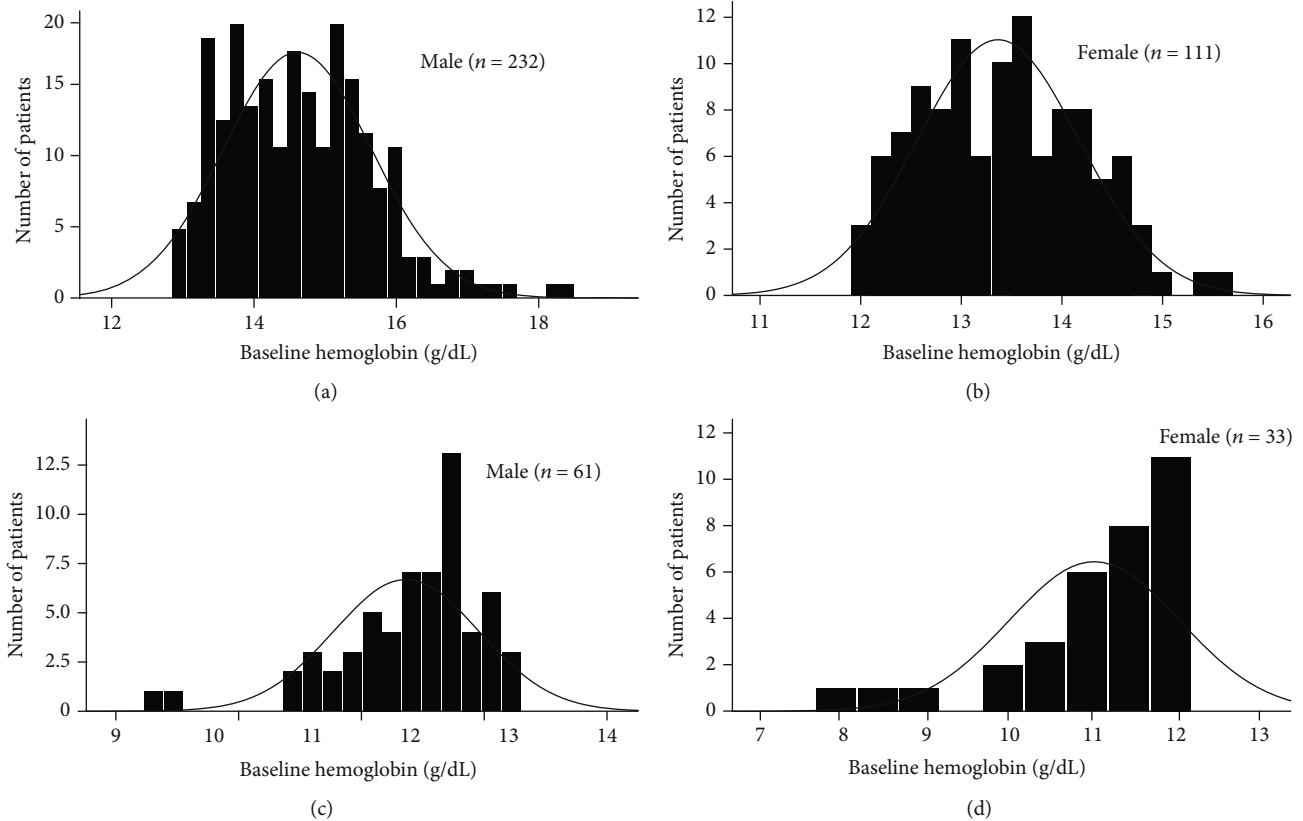 20
15
10
5
0
Number of patients
Male (n = 232)
12 14 16 18
Baseline hemoglobin (g/dL)
(a)
12
10
8
6
4
2
0
Number of patients
Female (n = 111)
11 12 13 14 15 16
Baseline hemoglobin (g/dL)
(b)
12.5
10.0
7.5
5.0
2.5
0
Number of patients
Male (n = 61)
9 10 11 12 13 14
Baseline hemoglobin (g/dL)
(c)
12
10
8
6
4
2
0
Number of patients
Female (n = 33)
7 8 9 10 11 12 13
Baseline hemoglobin (g/dL)
(d)